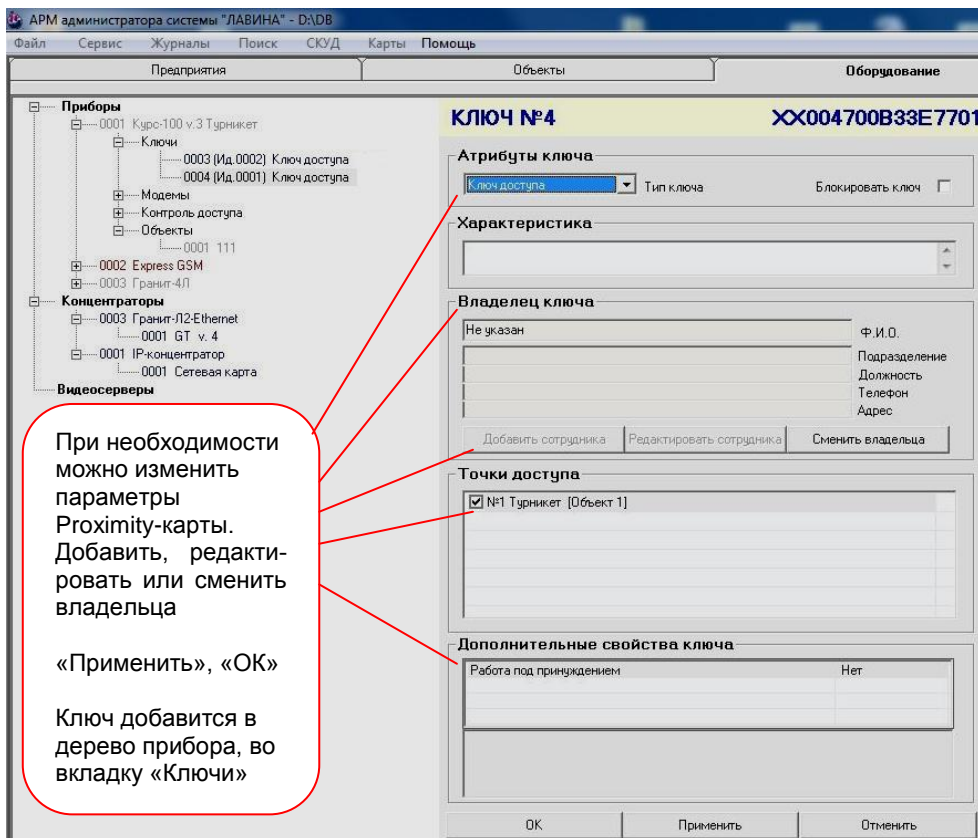 АРМ администратора системы "ЛАВИНА" - D:\DB
Файл Сервис Журналы Поиск СКУД Карты Помощь
Предприятия Объекты Оборудование
Приборы
0001 Курс-100 v.3 Турникет
Ключи
0003 (Ид.0002) Ключ доступа
0004 (Ид.0001) Ключ доступа
Модемы
Контроль доступа
Объекты
0001 111
0002 Express GSM
0003 Гранит-4Л
Концентраторы
0003 Гранит-Л2-Ethernet
0001 GT v. 4
0001 IP-концентратор
0001 Сетевая карта
Видеосерверы
При необходимости
можно изменить
параметры
Proximity-карты.
Добавить, редакти-
ровать или сменить
владельца
«Применить», «ОК»
Ключ добавится в
дерево прибора, во
вкладку «Ключи»
КЛЮЧ №4 XX004700B33E7701
Атрибуты ключа
Ключ доступа Тип ключа Блокировать ключ
Характеристика
Владелец ключа
Не указан Ф.И.О.
Подразделение
Должность
Телефон
Адрес
Добавить сотрудника Редактировать сотрудника Сменить владельца
Точки доступа
№1 Турникет [Объект 1]
Дополнительные свойства ключа
Работа под принуждением Нет
ОК Применить Отменить